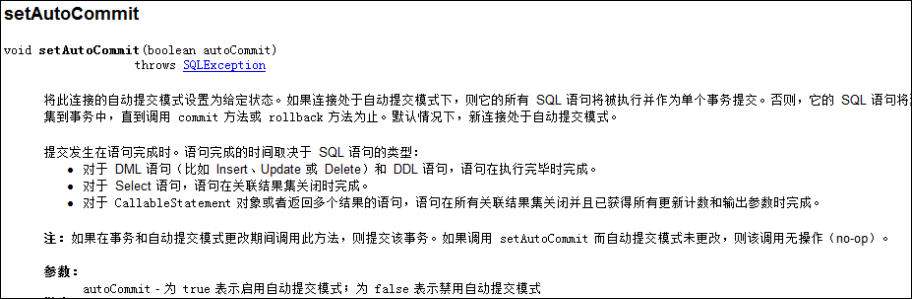 setAutoCommit
void setAutoCommit(boolean autoCommit)
throws SQLException
将此连接的自动提交模式设置为给定状态。如果连接处于自动提交模式下，则它的所有 SQL 语句将被执行并作为单个事务提交。否则，它的 SQL 语句将
集到事务中，直到调用 commit 方法或 rollback 方法为止。默认情况下，新连接处于自动提交模式。
提交发生在语句完成时。语句完成的时间取决于 SQL 语句的类型：
• 对于 DML 语句（比如 Insert、Update 或 Delete）和 DDL 语句，语句在执行完毕时完成。
• 对于 Select 语句，语句在关联结果集关闭时完成。
• 对于 CallableStatement 对象或者返回多个结果的语句，语句在所有关联结果集关闭并且已获得所有更新计数和输出参数时完成。
注：如果在事务和自动提交模式更改期间调用此方法，则提交该事务。如果调用 setAutoCommit 而自动提交模式未更改，则该调用无操作（no-op）。
参数：
autoCommit - 为 true 表示启用自动提交模式；为 false 表示禁用自动提交模式